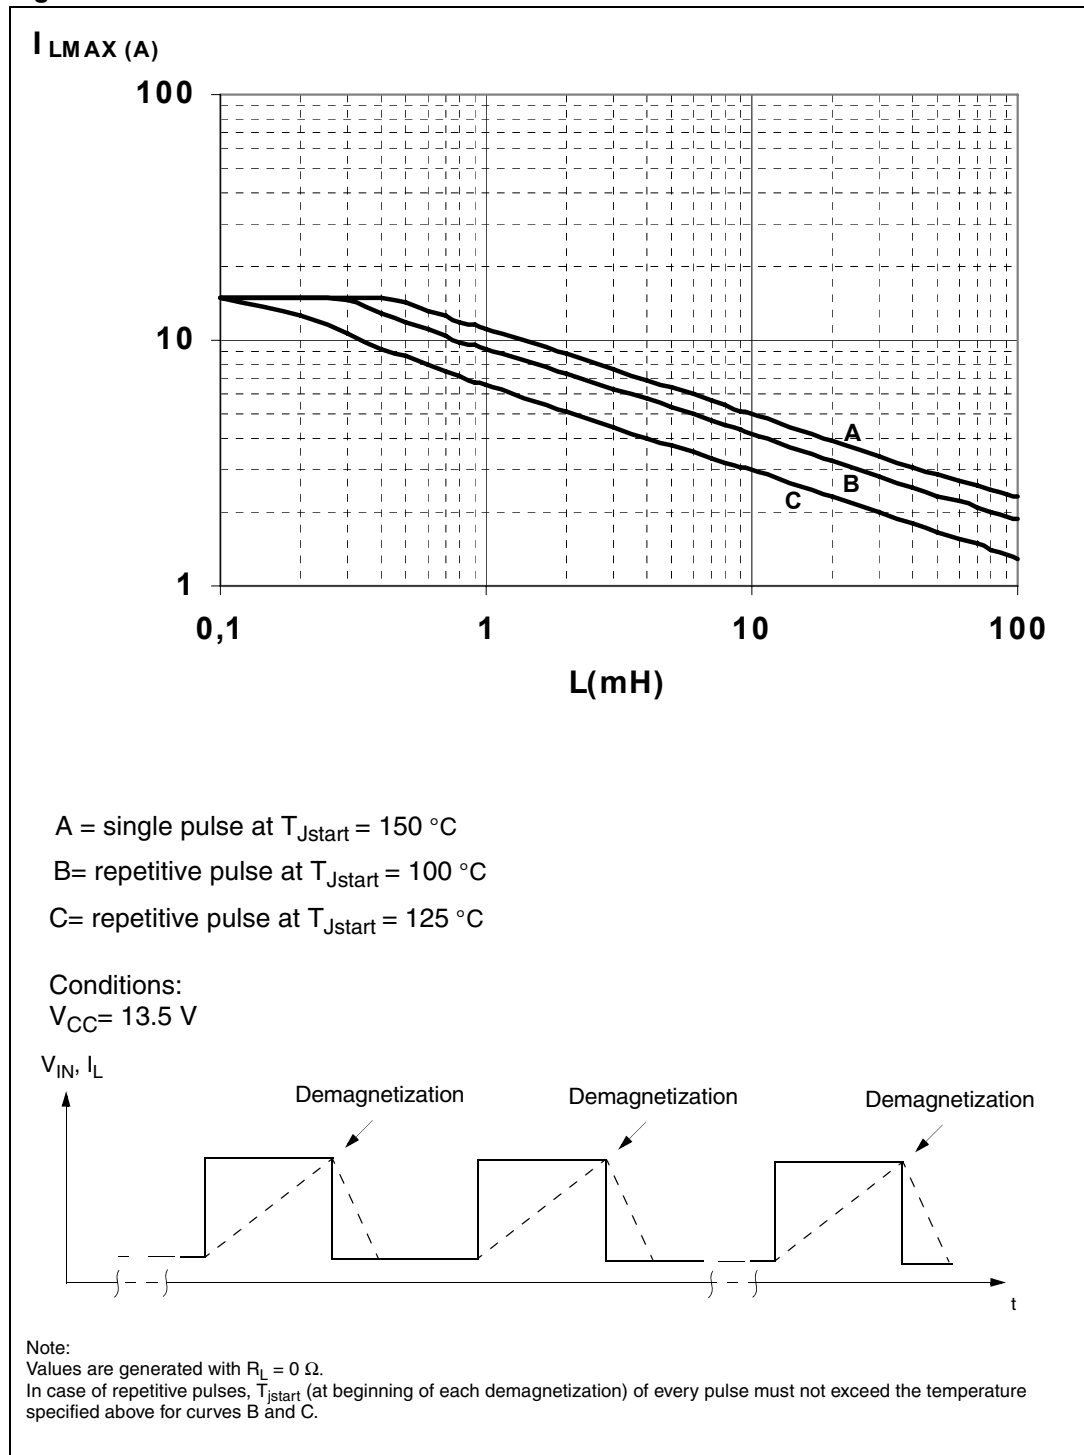 I LMAX (A)
100
10
1
0,1 1 10 100
L(mH)
A
B
C
A = single pulse at TJstart = 150 °C
B= repetitive pulse at TJstart = 100 °C
C= repetitive pulse at TJstart = 125 °C
Conditions:
VCC= 13.5 V
VIN, IL
Demagnetization Demagnetization Demagnetization
t
Note:
Values are generated with RL = 0 Ω.
In case of repetitive pulses, Tjstart (at beginning of each demagnetization) of every pulse must not exceed the temperature
specified above for curves B and C.